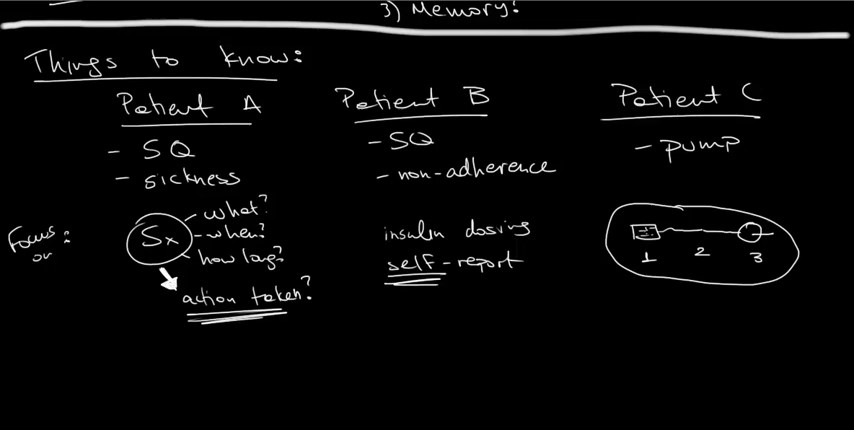 3) Memory!
Things to know:
Patient A
- SQ
- sickness
Patient B
- SQ
- non-adherence
Patient C
- pump
Focus
on:
Sx
- what?
- when?
- how long?
action taken?
insulin dosing
self-report
1 2 3